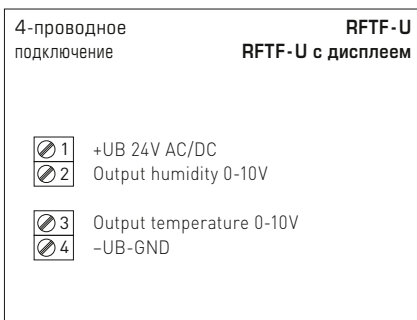 4-проводное RFTF-U
подключение RFTF-U с дисплеем
1 +UB 24V AC/DC
2 Output humidity 0-10V
3 Output temperature 0-10V
4 –UB-GND